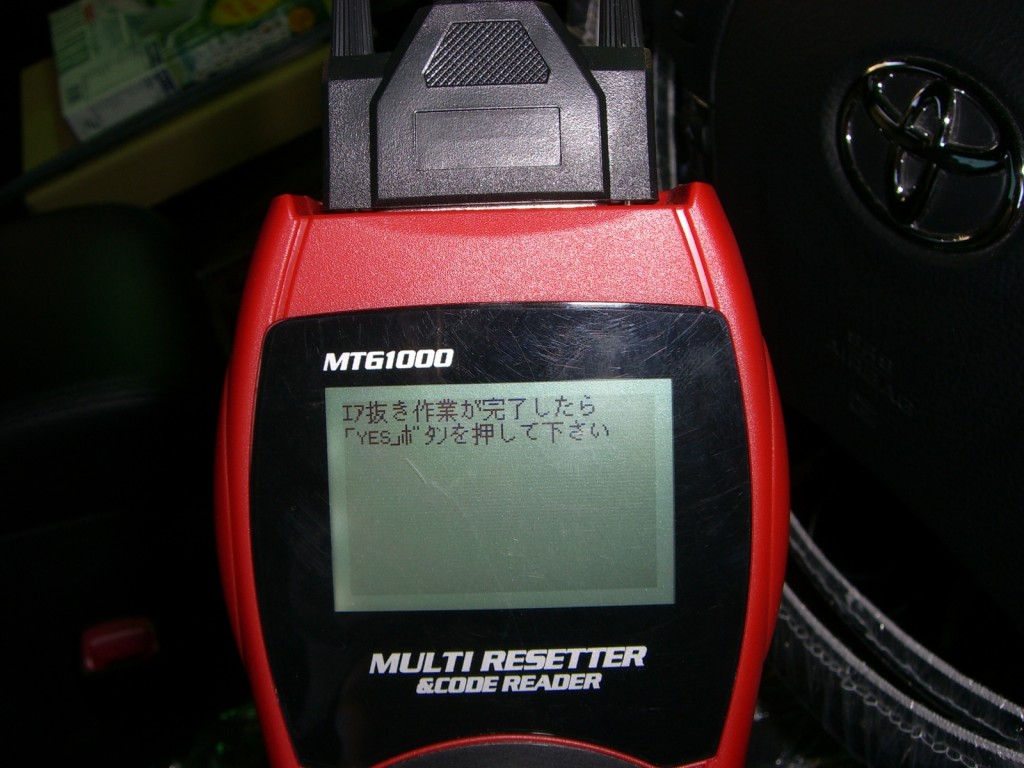 MTG1000
ｴｱ抜き作業が完了したら
｢YES｣ﾎﾞﾀﾝを押して下さい
MULTI RESETTER
&CODE READER